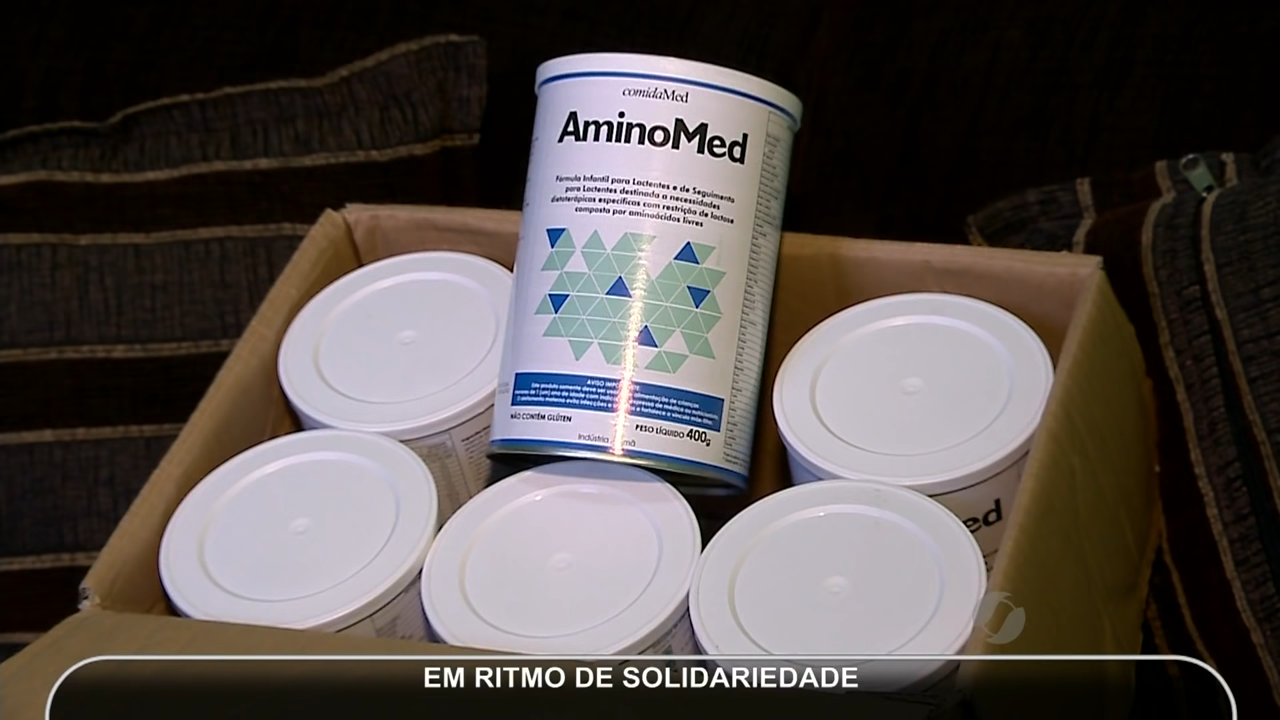 comidaMed
AminoMed
Fórmula Infantil para Lactentes e de Seguimento
para Lactentes destinada a necessidades
dietoterápicas específicas com restrição de lactose
composta por aminoácidos livres
AVISO IMPORTANTE:
NÃO CONTÉM GLÚTEN
PESO LÍQUIDO 400g
Indústria
ed
EM RITMO DE SOLIDARIEDADE